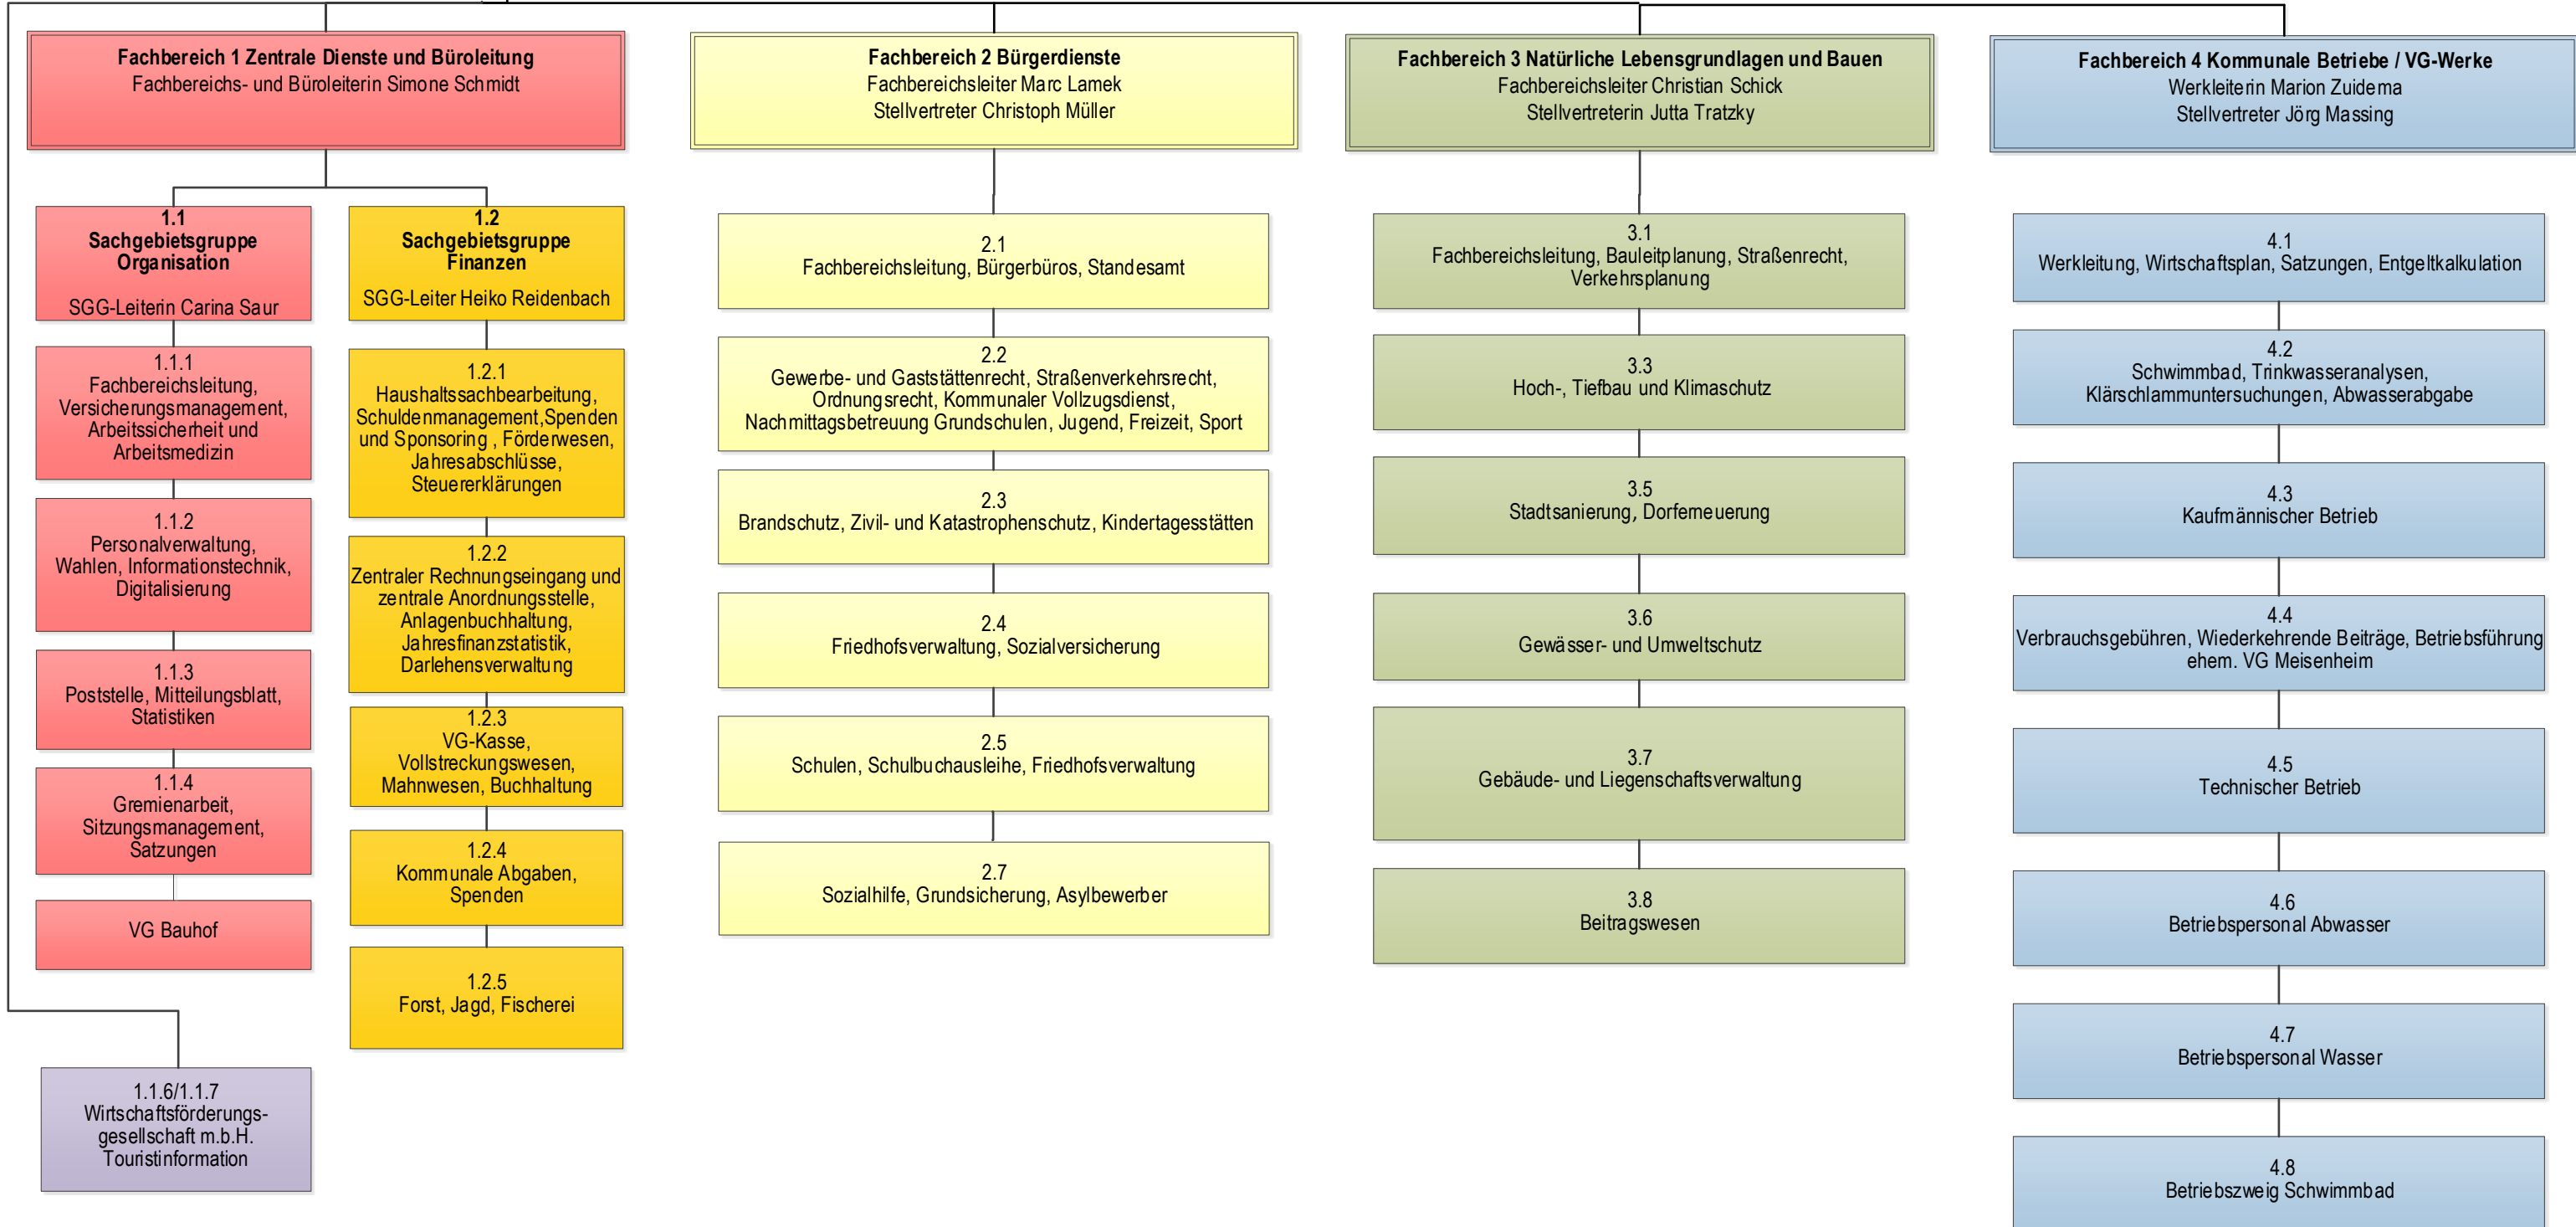 Fachbereich 1 Zentrale Dienste und Büroleitung
Fachbereichs- und Büroleiterin Simone Schmidt
Fachbereich 2 Bürgerdienste
Fachbereichsleiter Marc Lamek
Stellvertreter Christoph Müller
Fachbereich 3 Natürliche Lebensgrundlagen und Bauen
Fachbereichsleiter Christian Schick
Stellvertreterin Jutta Tratzky
Fachbereich 4 Kommunale Betriebe / VG-Werke
Werkleiterin Marion Zuidema
Stellvertreter Jörg Massing
1.1
Sachgebietsgruppe
Organisation
SGG-Leiterin Carina Saur
1.1.1
Fachbereichsleitung,
Versicherungsmanagement,
Arbeitssicherheit und
Arbeitsmedizin
1.1.2
Personalverwaltung,
Wahlen, Informationstechnik,
Digitalisierung
1.1.3
Poststelle, Mitteilungsblatt,
Statistiken
1.1.4
Gremienarbeit,
Sitzungsmanagement,
Satzungen
VG Bauhof
1.1.6/1.1.7
Wirtschaftsförderungs-
gesellschaft m.b.H.
Touristinformation
1.2
Sachgebietsgruppe
Finanzen
SGG-Leiter Heiko Reidenbach
1.2.1
Haushaltssachbearbeitung,
Schuldenmanagement,Spenden
und Sponsoring , Förderwesen,
Jahresabschlüsse,
Steuererklärungen
1.2.2
Zentraler Rechnungseingang und
zentrale Anordnungsstelle,
Anlagenbuchhaltung,
Jahresfinanzstatistik,
Darlehensverwaltung
1.2.3
VG-Kasse,
Vollstreckungswesen,
Mahnwesen, Buchhaltung
1.2.4
Kommunale Abgaben,
Spenden
1.2.5
Forst, Jagd, Fischerei
2.1
Fachbereichsleitung, Bürgerbüros, Standesamt
2.2
Gewerbe- und Gaststättenrecht, Straßenverkehrsrecht,
Ordnungsrecht, Kommunaler Vollzugsdienst,
Nachmittagsbetreuung Grundschulen, Jugend, Freizeit, Sport
2.3
Brandschutz, Zivil- und Katastrophenschutz, Kindertagesstätten
2.4
Friedhofsverwaltung, Sozialversicherung
2.5
Schulen, Schulbuchausleihe, Friedhofsverwaltung
2.7
Sozialhilfe, Grundsicherung, Asylbewerber
3.1
Fachbereichsleitung, Bauleitplanung, Straßenrecht,
Verkehrsplanung
3.3
Hoch-, Tiefbau und Klimaschutz
3.5
Stadtsanierung, Dorferneuerung
3.6
Gewässer- und Umweltschutz
3.7
Gebäude- und Liegenschaftsverwaltung
3.8
Beitragswesen
4.1
Werkleitung, Wirtschaftsplan, Satzungen, Entgeltkalkulation
4.2
Schwimmbad, Trinkwasseranalysen,
Klärschlammuntersuchungen, Abwasserabgabe
4.3
Kaufmännischer Betrieb
4.4
Verbrauchsgebühren, Wiederkehrende Beiträge, Betriebsführung
ehem. VG Meisenheim
4.5
Technischer Betrieb
4.6
Betriebspersonal Abwasser
4.7
Betriebspersonal Wasser
4.8
Betriebszweig Schwimmbad